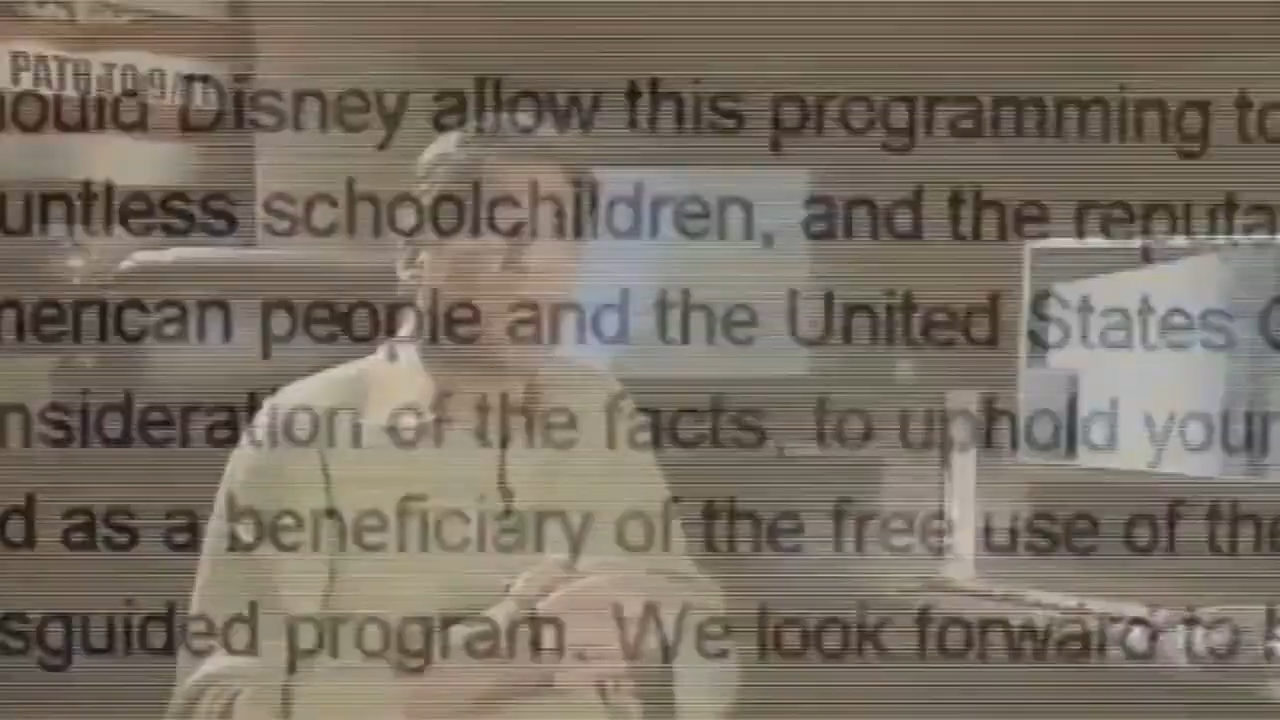 PATH TO 9/11
hould Disney allow this programming to
untless schoolchildren, and the reputa
merican people and the United States
nsideration of the facts, to uphold your
d as a beneficiary of the free use of the
sguided program. We look forward to